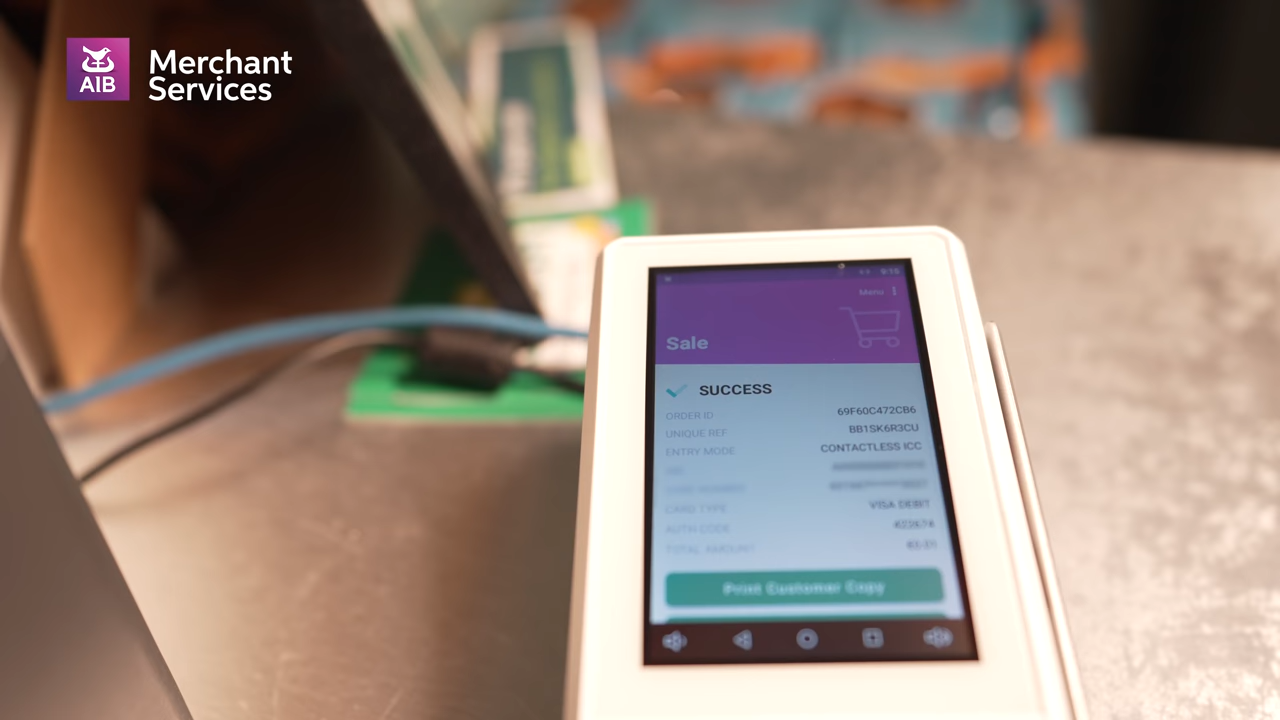 AIB
Merchant
Services
Menu
Sale
SUCCESS
ORDER ID 69F60C472CB6
UNIQUE REF BB1SK6R3CU
ENTRY MODE CONTACTLESS ICC
CARD TYPE VISA DEBIT
AUTH CODE
TOTAL AMOUNT
Print Customer Copy